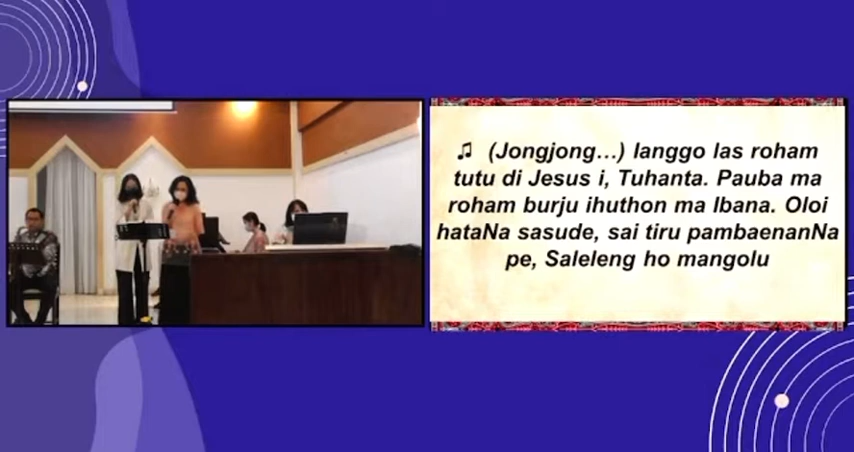 ♫ (Jongjong...) langgo las roham
tutu di Jesus i, Tuhanta. Pauba ma
roham burju ihuthon ma Ibana. Oloi
hataNa sasude, sai tiru pambaenanNa
pe, Saleleng ho mangolu